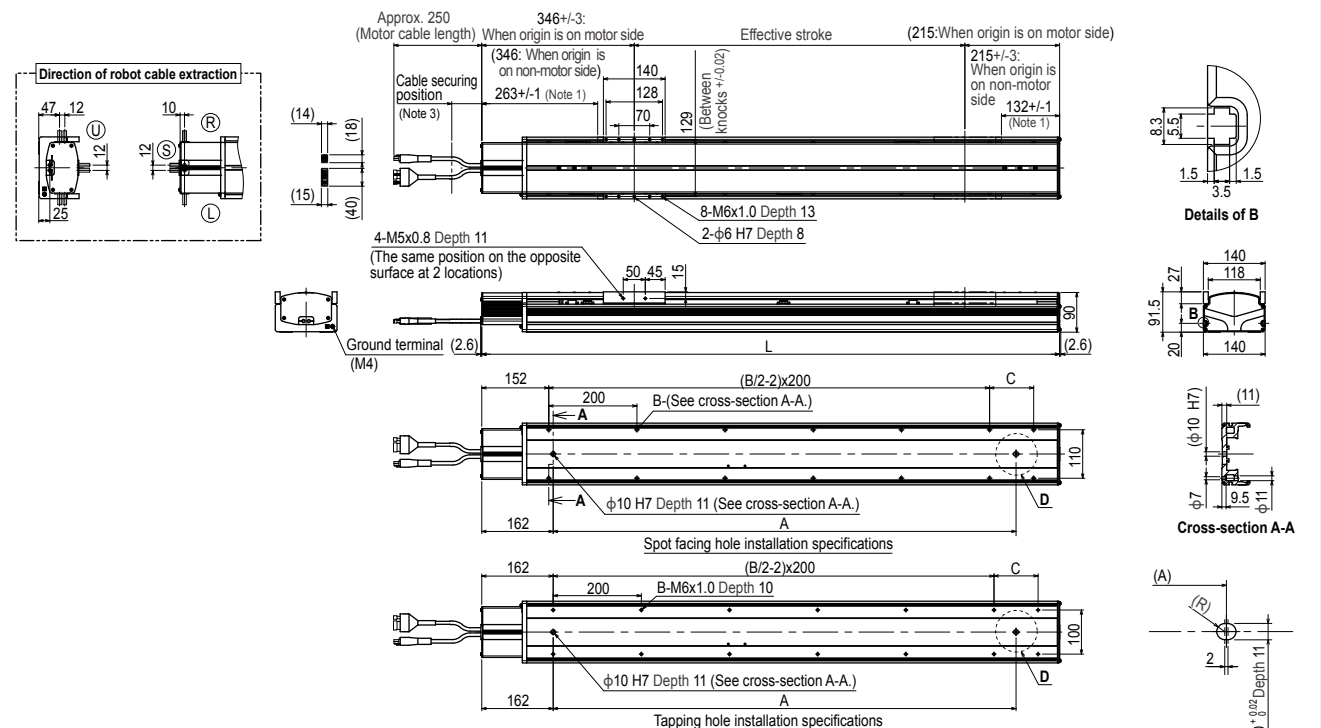 Direction of robot cable extraction
47
12
U
12
25
10
R
S
12
L
Approx. 250
(Motor cable length)
346+/-3:
When origin is on motor side
(346: When origin is
on non-motor side)
Effective stroke
(215:When origin is on motor side)
215+/-3:
When origin is
on non-motor
side
132+/-1
(Note 1)
Cable securing
position
(Note 3)
263+/-1 (Note 1)
140
128
70
129
(Between
knocks +/-0.02)
(14)
(18)
(15)
(40)
8-M6x1.0 Depth 13
2-ϕ6 H7 Depth 8
8.3
5.5
1.5
3.5
1.5
Details of B
4-M5x0.8 Depth 11
(The same position on the opposite
surface at 2 locations)
50
45
15
90
Ground terminal
(M4)
(2.6)
L
(2.6)
140
118
27
91.5
B
20
140
152
(B/2-2)x200
C
200
B-(See cross-section A-A.)
A
A
110
ϕ10 H7 Depth 11 (See cross-section A-A.)
D
162
A
Spot facing hole installation specifications
(ϕ10 H7)
(11)
ϕ7
9.5
ϕ11
Cross-section A-A
162
(B/2-2)x200
C
200
B-M6x1.0 Depth 10
100
ϕ10 H7 Depth 11 (See cross-section A-A.)
D
162
A
Tapping hole installation specifications
(A)
(R)
2
+ 0.02
0
Depth 11